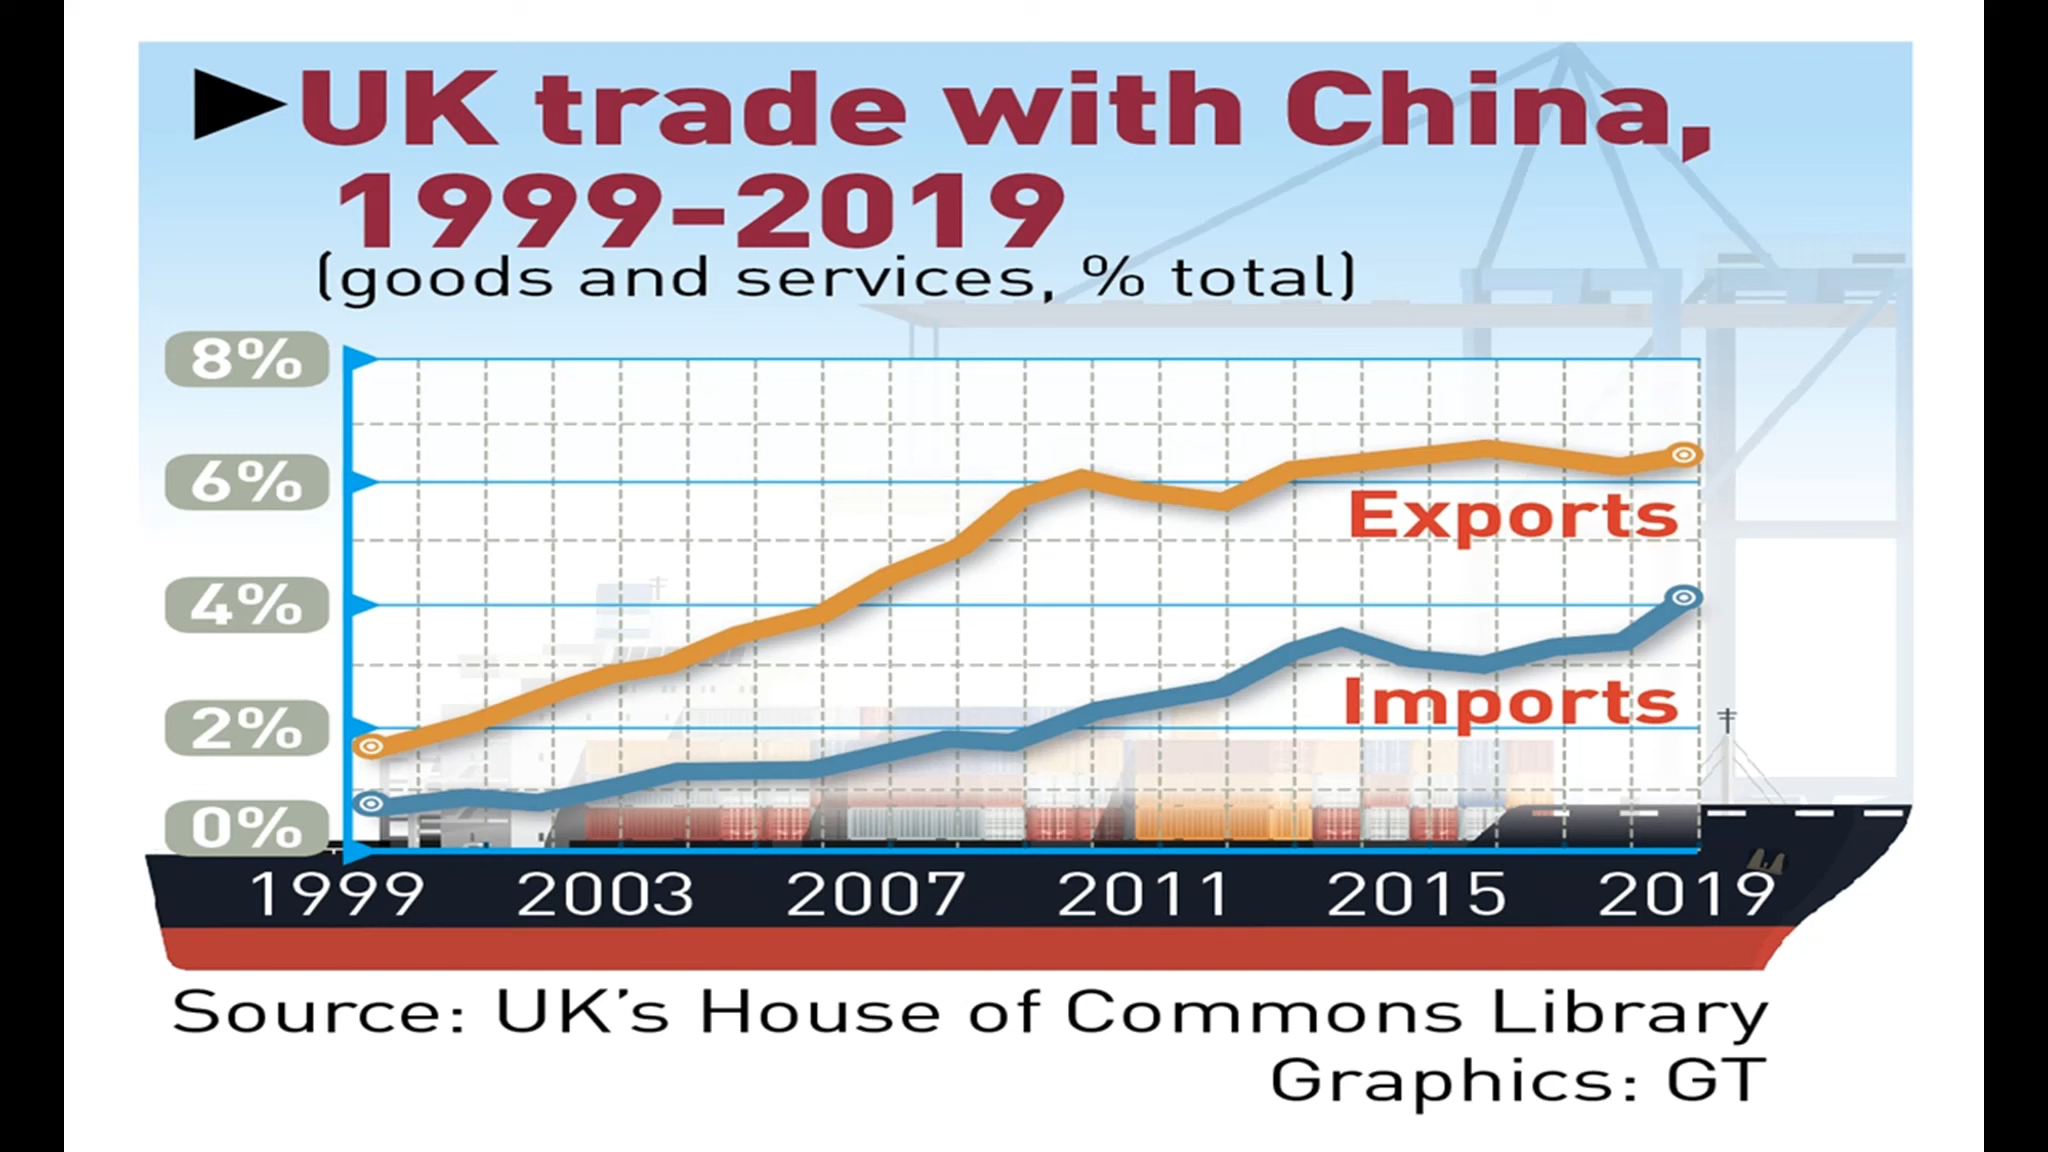 UK trade with China,
1999-2019
(goods and services, % total)
8%
6%
4%
2%
0%
Exports
Imports
1999 2003 2007 2011 2015 2019
Source: UK’s House of Commons Library
Graphics: GT